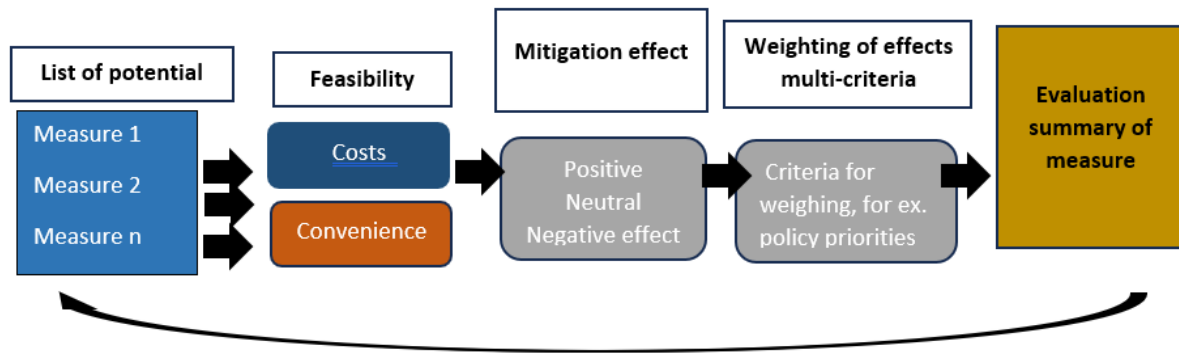 List of potential
Measure 1
Measure 2
Measure n
Feasibility
Costs
Convenience
Mitigation effect
Positive
Neutral
Negative effect
Weighting of effects
multi-criteria
Criteria for
weighing, for ex.
policy priorities
Evaluation
summary of
measure